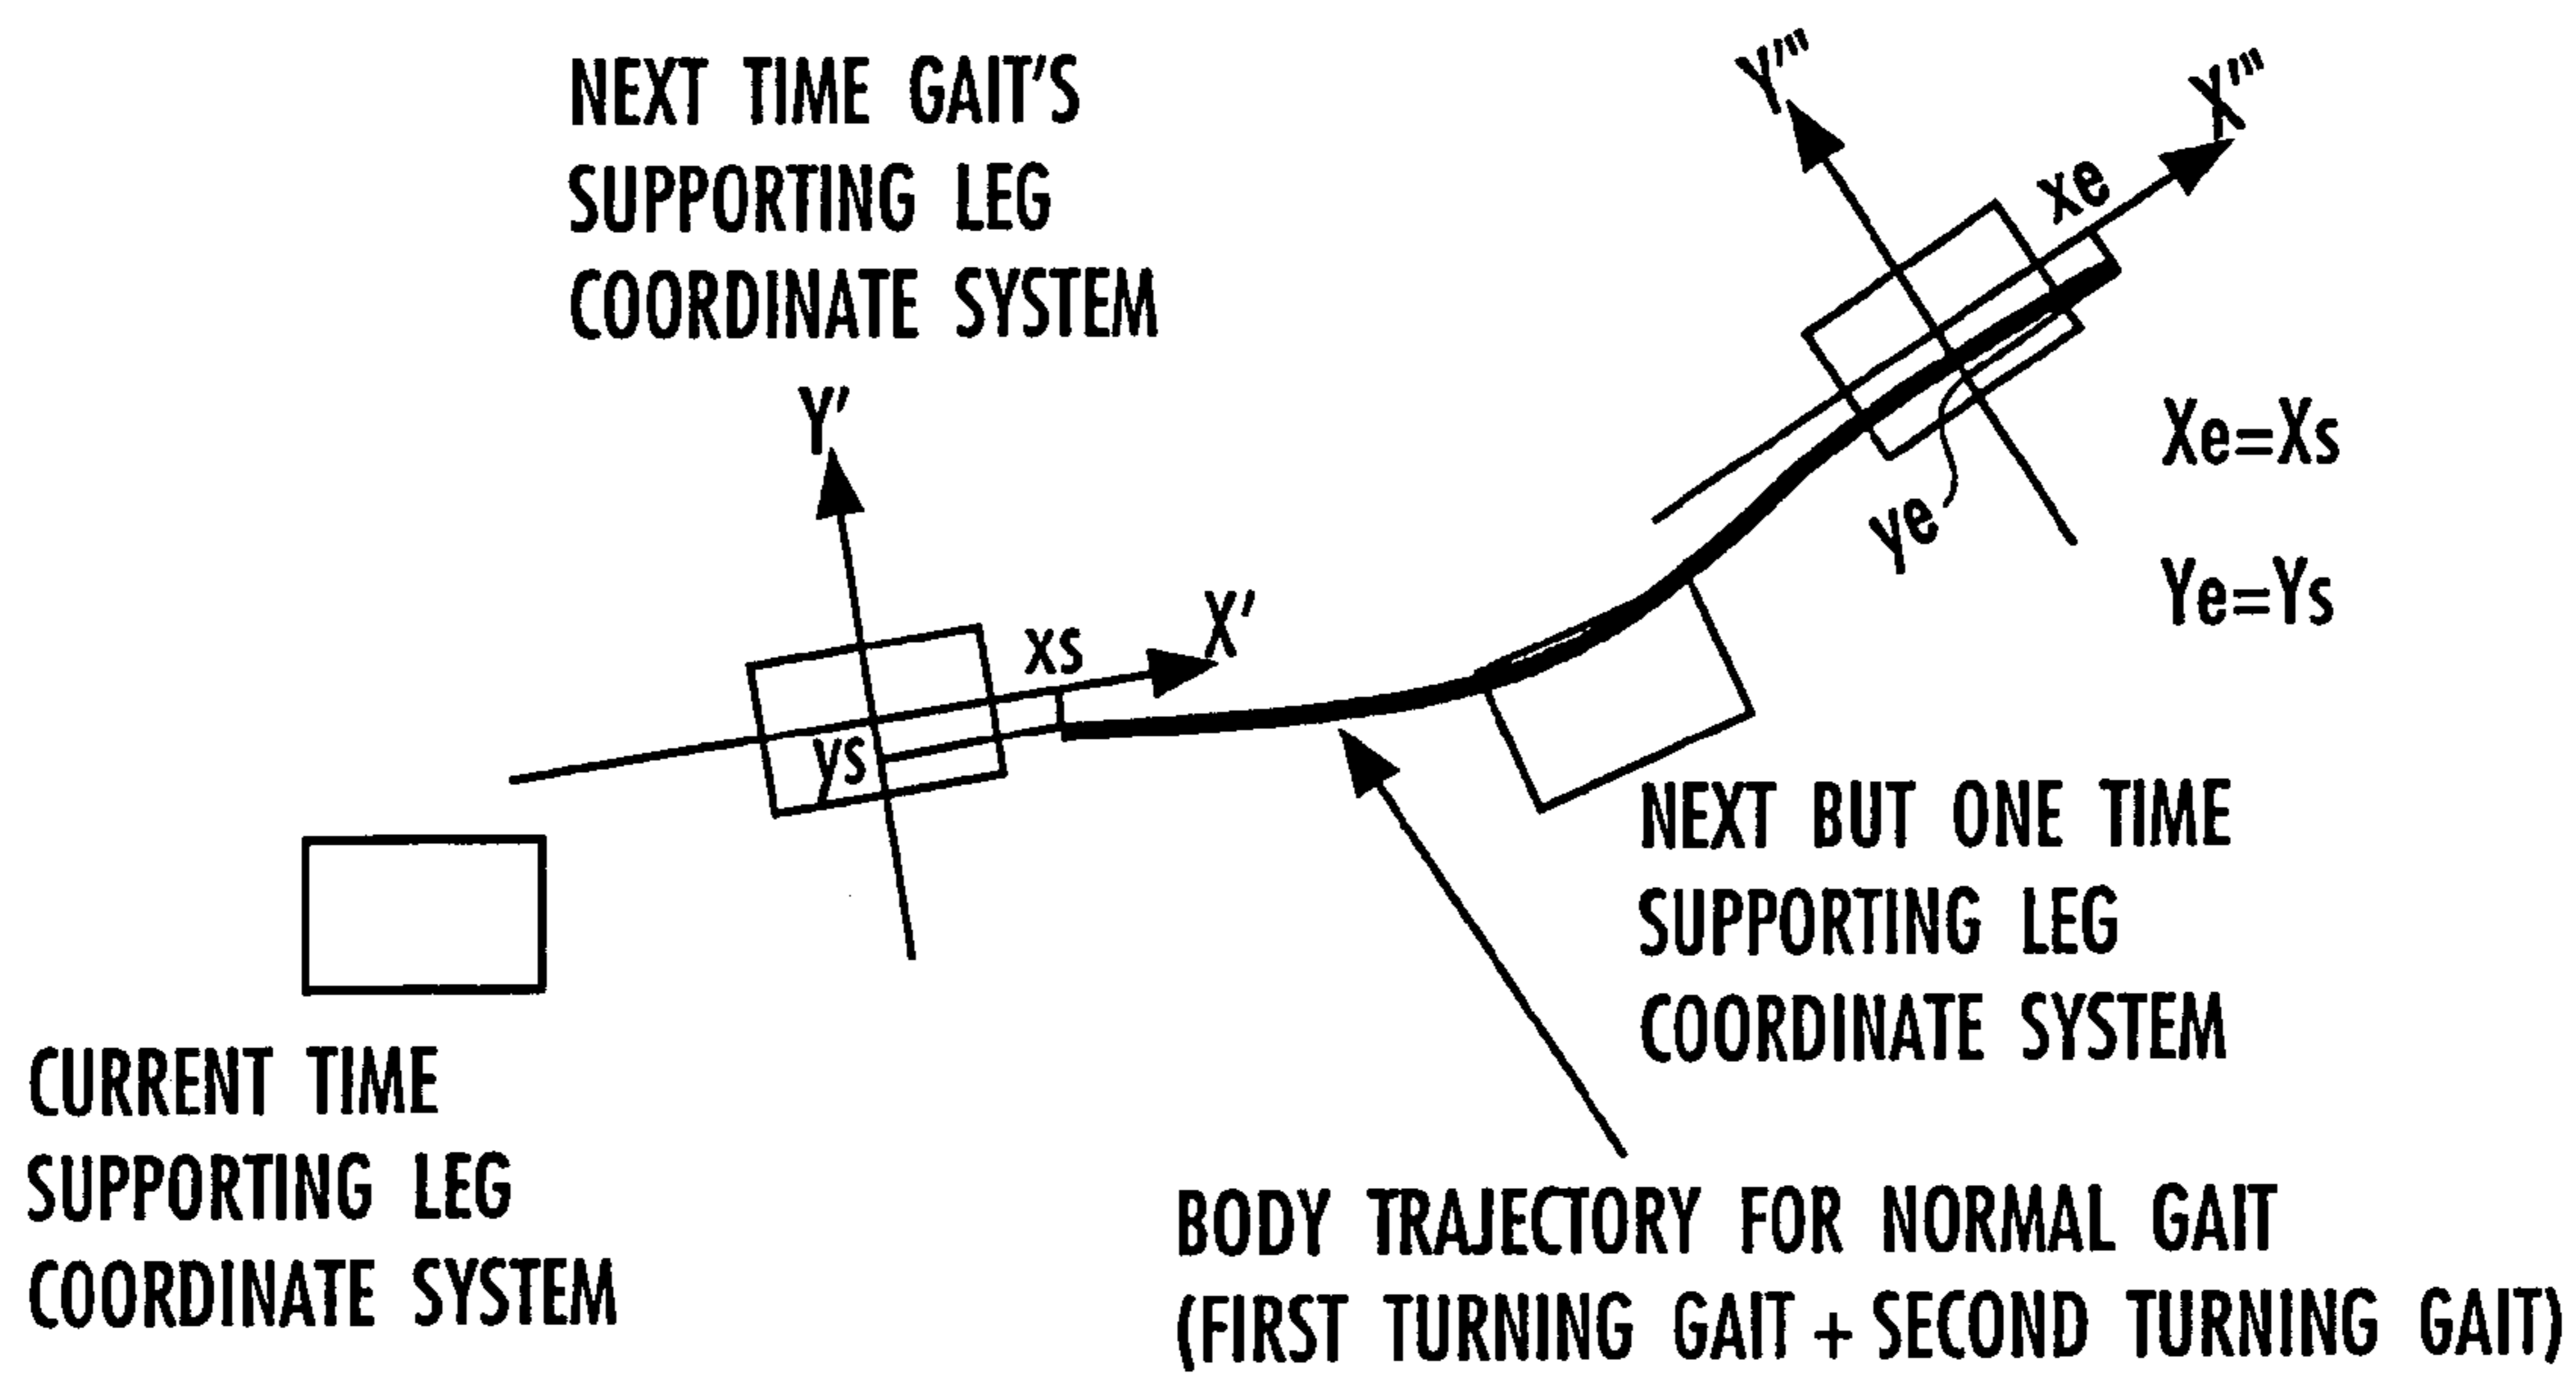 NEXT TIME GAIT'S
SUPPORTING LEG
COORDINATE SYSTEM
Y'
X'
xs
ys
Y'''
X'''
xe
ye
Xe=Xs
Ye=Ys
CURRENT TIME
SUPPORTING LEG
COORDINATE SYSTEM
NEXT BUT ONE TIME
SUPPORTING LEG
COORDINATE SYSTEM
BODY TRAJECTORY FOR NORMAL GAIT
(FIRST TURNING GAIT + SECOND TURNING GAIT)